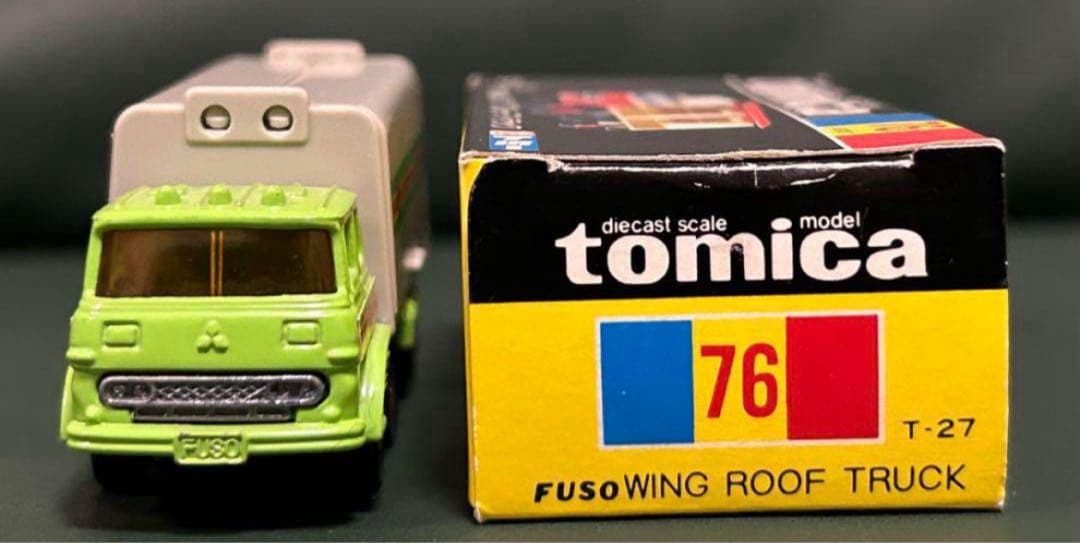 diecast scale model
tomica
76
T-27
FUSO WING ROOF TRUCK
FUSO